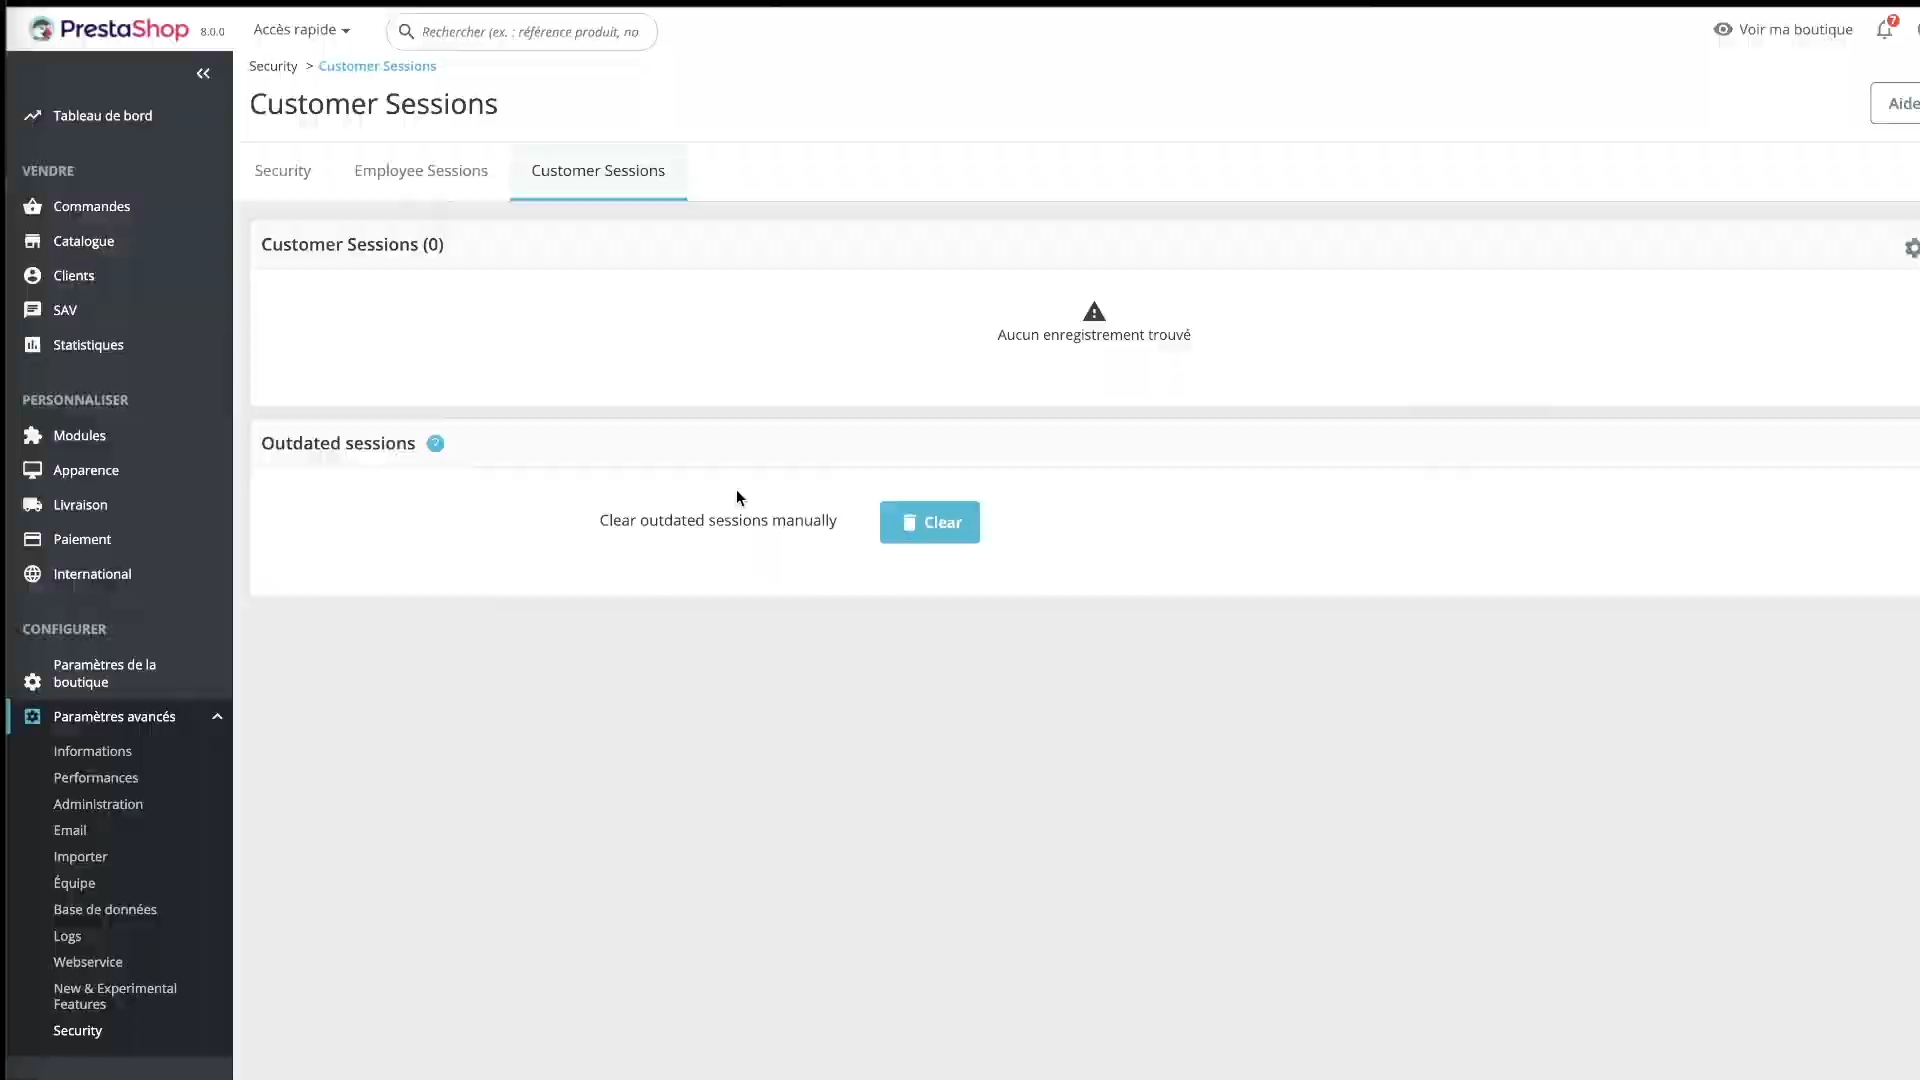 PrestaShop 8.0.0
Accès rapide
Rechercher (ex. : référence produit, no
Voir ma boutique
7
Security > Customer Sessions
Customer Sessions
Aide
Security
Employee Sessions
Customer Sessions
Customer Sessions (0)
Aucun enregistrement trouvé
Outdated sessions ?
Clear outdated sessions manually
Clear
Tableau de bord
VENDRE
Commandes
Catalogue
Clients
SAV
Statistiques
PERSONNALISER
Modules
Apparence
Livraison
Paiement
International
CONFIGURER
Paramètres de la
boutique
Paramètres avancés
Informations
Performances
Administration
Email
Importer
Équipe
Base de données
Logs
Webservice
New & Experimental
Features
Security